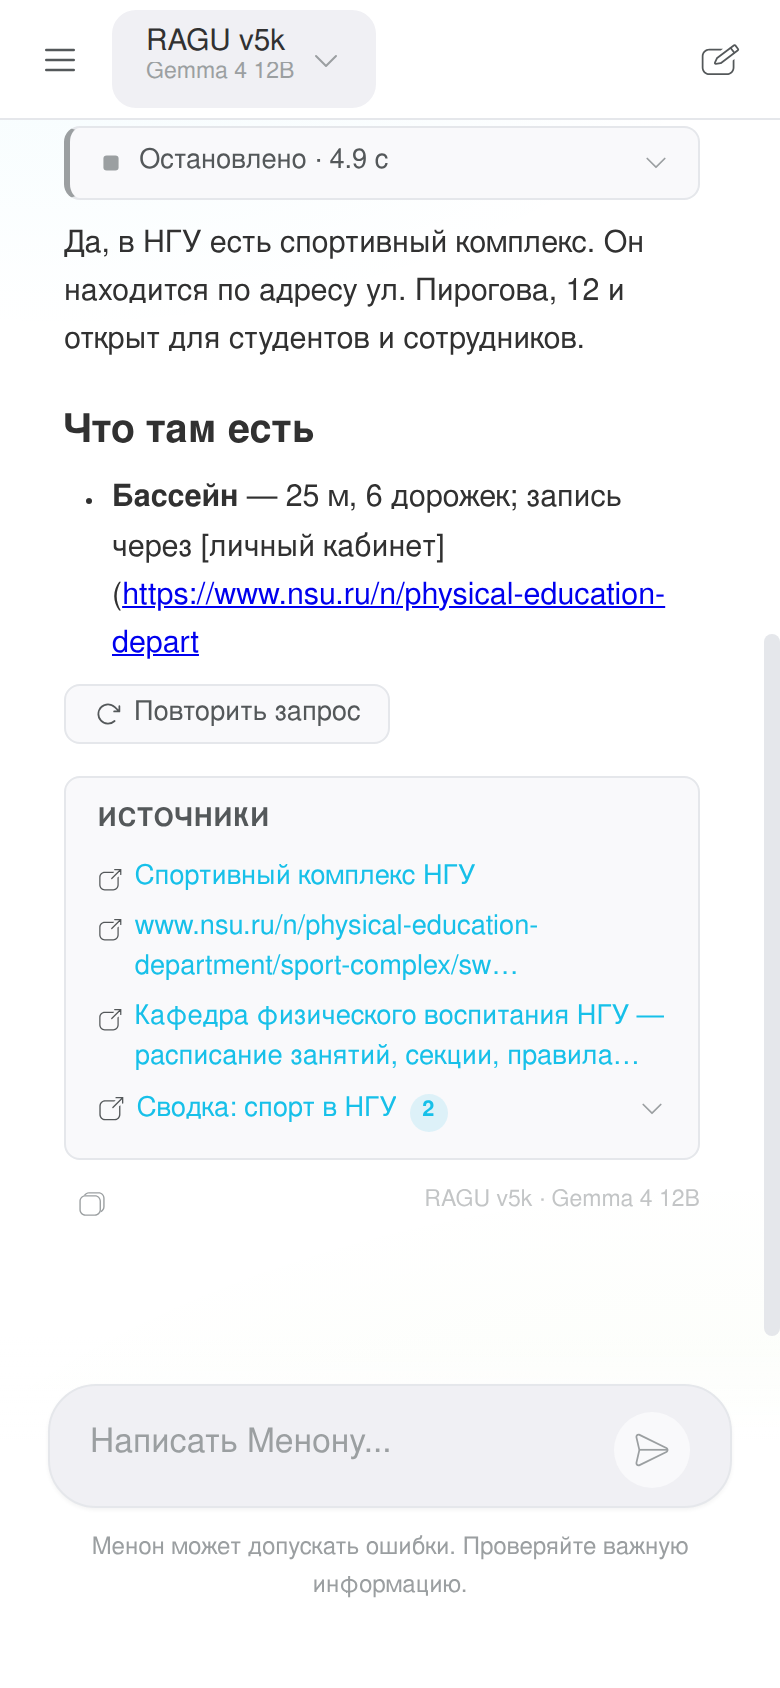 RAGU v5k
Gemma 4 12B
Остановлено · 4.9 с
Да, в НГУ есть спортивный комплекс. Он
находится по адресу ул. Пирогова, 12 и
открыт для студентов и сотрудников.
Что там есть
• Бассейн — 25 м, 6 дорожек; запись
через [личный кабинет]
(https://www.nsu.ru/n/physical-education-
depart
Повторить запрос
ИСТОЧНИКИ
Спортивный комплекс НГУ
www.nsu.ru/n/physical-education-
department/sport-complex/sw…
Кафедра физического воспитания НГУ —
расписание занятий, секции, правила…
Сводка: спорт в НГУ 2
RAGU v5k · Gemma 4 12B
Написать Менону...
Менон может допускать ошибки. Проверяйте важную
информацию.